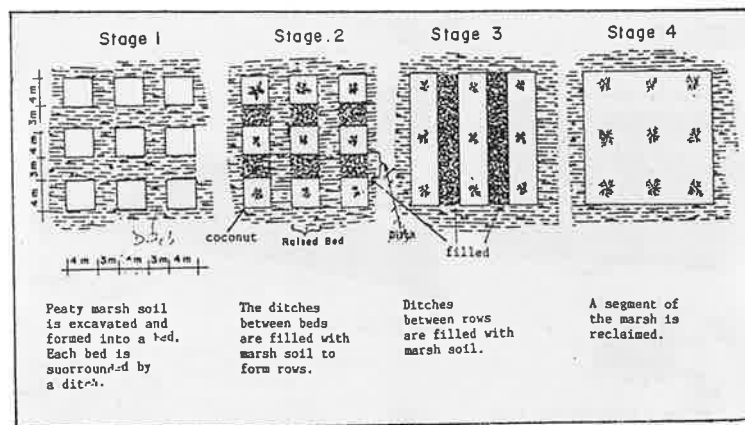 Stage 1
Stage.2
Stage 3
Stage 4
4m
3m
4m
3m
4m
Ditch
4m 3m 4m 3m 4m
coconut
Raised Bed
filled
Peaty marsh soil
is excavated and
formed into a bed.
Each bed is
suorrounded by
a ditch.
The ditches
between beds
are filled with
marsh soil to
form rows.
Ditches
between rows
are filled with
marsh soil.
A segment of
the marsh is
reclaimed.